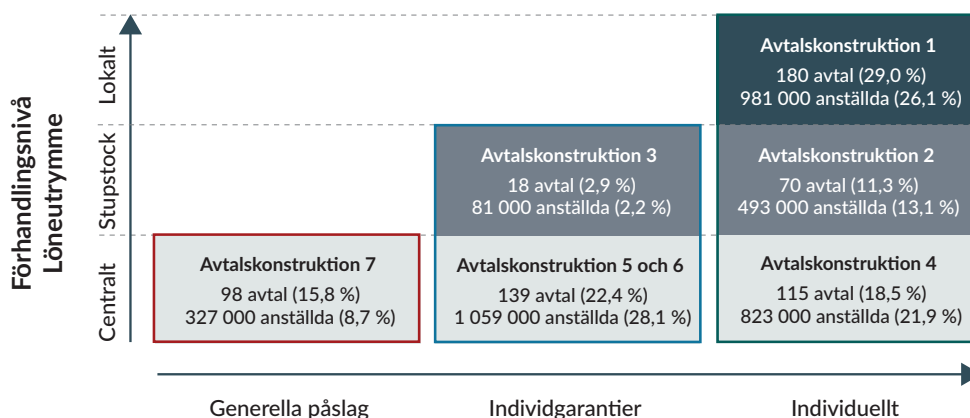 Förhandlingsnivå
Löneutrymme
Lokalt
Stupstock
Centralt
Avtalskonstruktion 1
180 avtal (29,0 %)
981 000 anställda (26,1 %)
Avtalskonstruktion 3
18 avtal (2,9 %)
81 000 anställda (2,2 %)
Avtalskonstruktion 2
70 avtal (11,3 %)
493 000 anställda (13,1 %)
Avtalskonstruktion 7
98 avtal (15,8 %)
327 000 anställda (8,7 %)
Avtalskonstruktion 5 och 6
139 avtal (22,4 %)
1 059 000 anställda (28,1 %)
Avtalskonstruktion 4
115 avtal (18,5 %)
823 000 anställda (21,9 %)
Generella påslag
Individgarantier
Individuellt